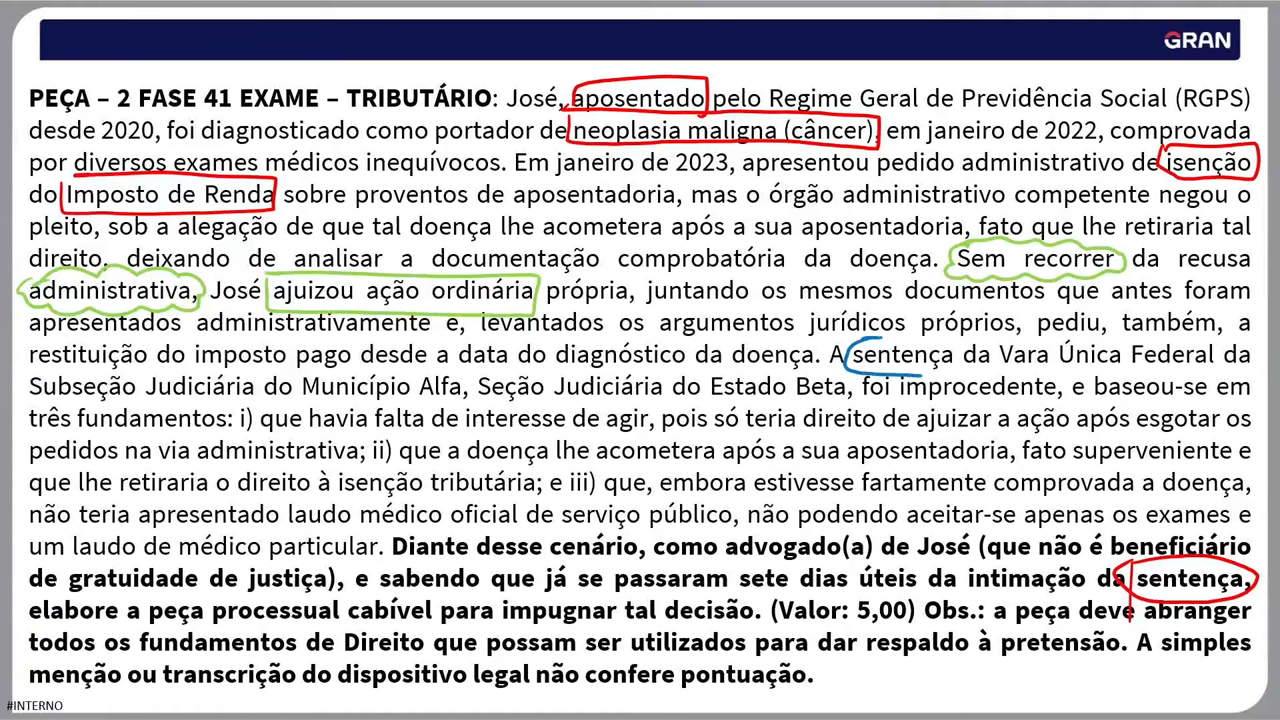 GRAN
PEÇA – 2 FASE 41 EXAME – TRIBUTÁRIO: José, aposentado pelo Regime Geral de Previdência Social (RGPS)
desde 2020, foi diagnosticado como portador de neoplasia maligna (câncer), em janeiro de 2022, comprovada
por diversos exames médicos inequívocos. Em janeiro de 2023, apresentou pedido administrativo de isenção
do Imposto de Renda sobre proventos de aposentadoria, mas o órgão administrativo competente negou o
pleito, sob a alegação de que tal doença lhe acometera após a sua aposentadoria, fato que lhe retiraria tal
direito, deixando de analisar a documentação comprobatória da doença. Sem recorrer da recusa
administrativa, José ajuizou ação ordinária própria, juntando os mesmos documentos que antes foram
apresentados administrativamente e, levantados os argumentos jurídicos próprios, pediu, também, a
restituição do imposto pago desde a data do diagnóstico da doença. A sentença da Vara Única Federal da
Subseção Judiciária do Município Alfa, Seção Judiciária do Estado Beta, foi improcedente, e baseou-se em
três fundamentos: i) que havia falta de interesse de agir, pois só teria direito de ajuizar a ação após esgotar os
pedidos na via administrativa; ii) que a doença lhe acometera após a sua aposentadoria, fato superveniente e
que lhe retiraria o direito à isenção tributária; e iii) que, embora estivesse fartamente comprovada a doença,
não teria apresentado laudo médico oficial de serviço público, não podendo aceitar-se apenas os exames e
um laudo de médico particular. Diante desse cenário, como advogado(a) de José (que não é beneficiário
de gratuidade de justiça), e sabendo que já se passaram sete dias úteis da intimação da sentença,
elabore a peça processual cabível para impugnar tal decisão. (Valor: 5,00) Obs.: a peça deve abranger
todos os fundamentos de Direito que possam ser utilizados para dar respaldo à pretensão. A simples
menção ou transcrição do dispositivo legal não confere pontuação.
#INTERNO